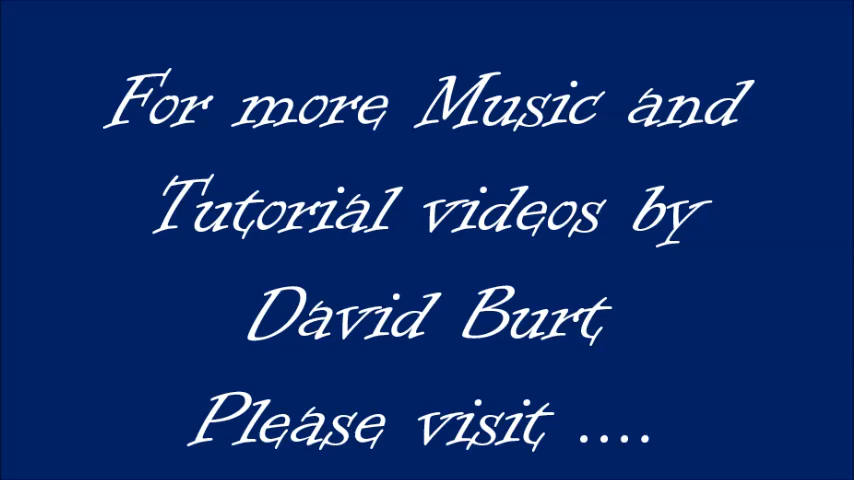 For more Music and
Tutorial videos by
David Burt
Please visit ....